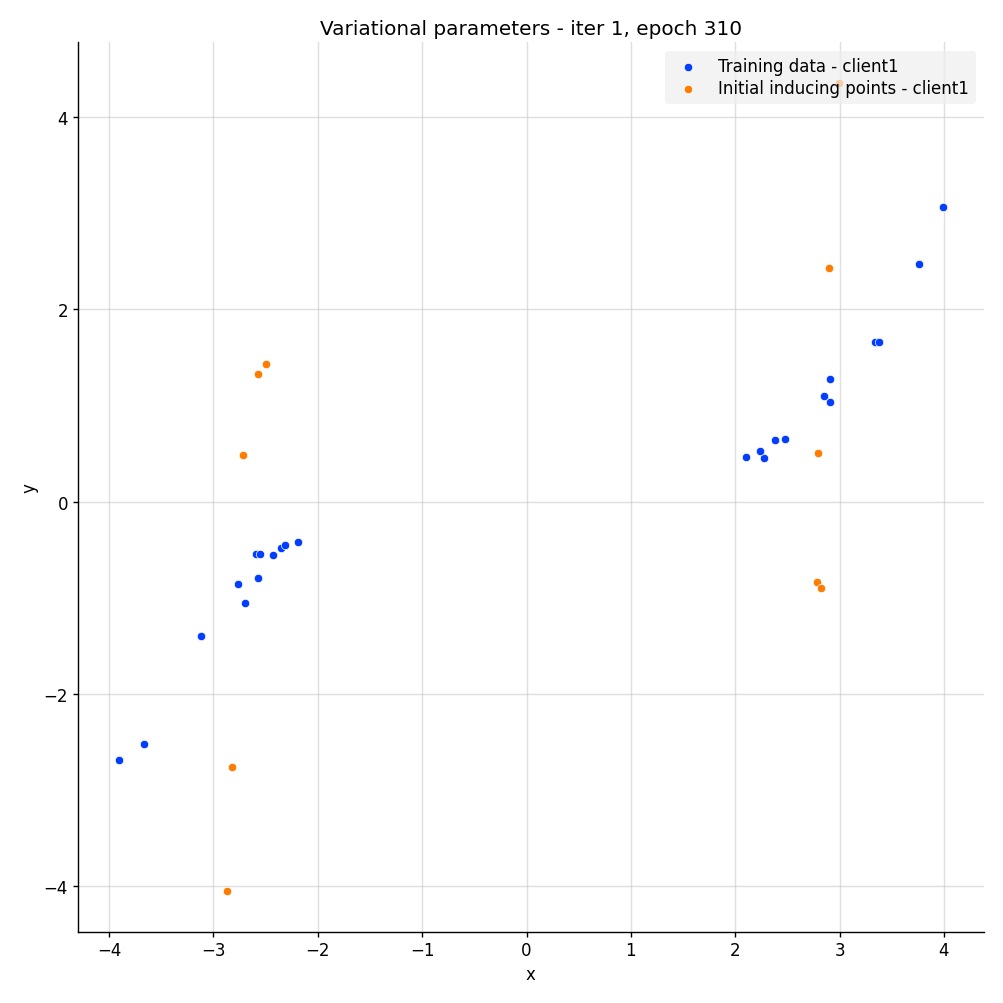 Variational parameters - iter 1, epoch 310
Training data - client1
Initial inducing points - client1
4
2
0
−2
−4
y
−4 −3 −2 −1 0 1 2 3 4
x